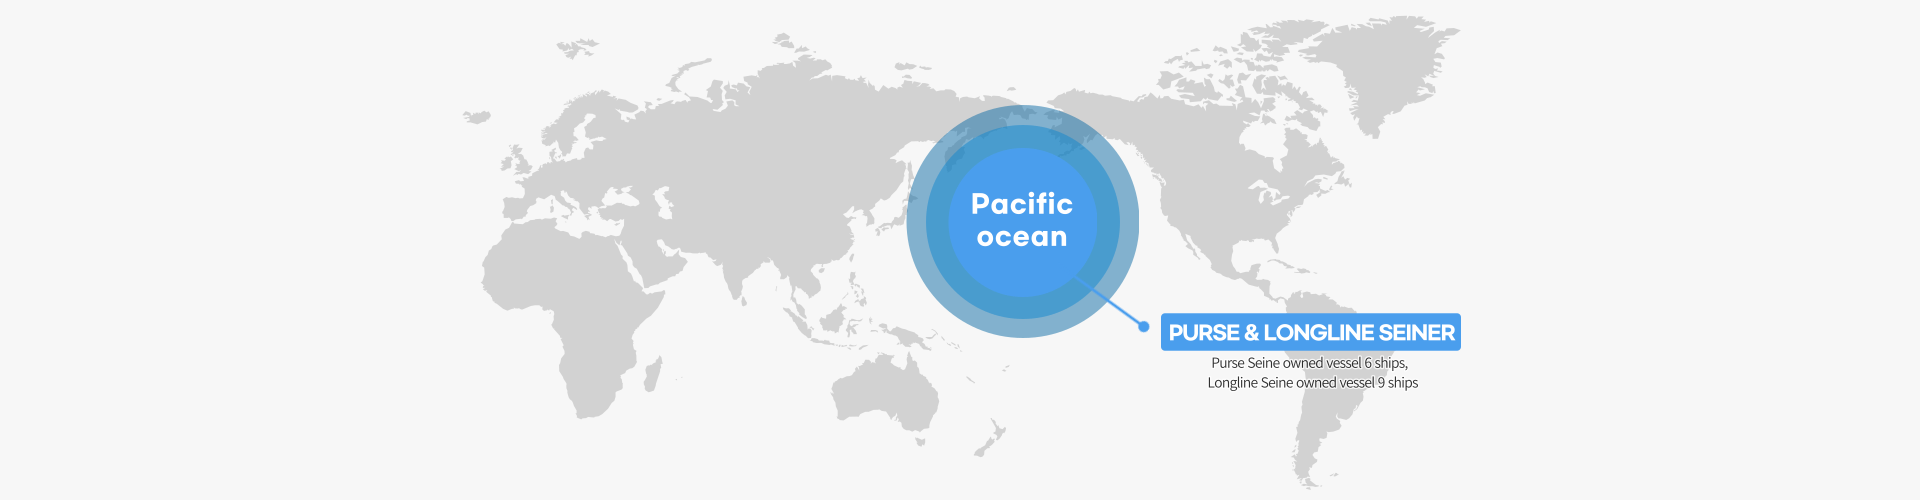 Pacific
ocean
PURSE & LONGLINE SEINER
Purse Seine owned vessel 6 ships,
Longline Seine owned vessel 9 ships